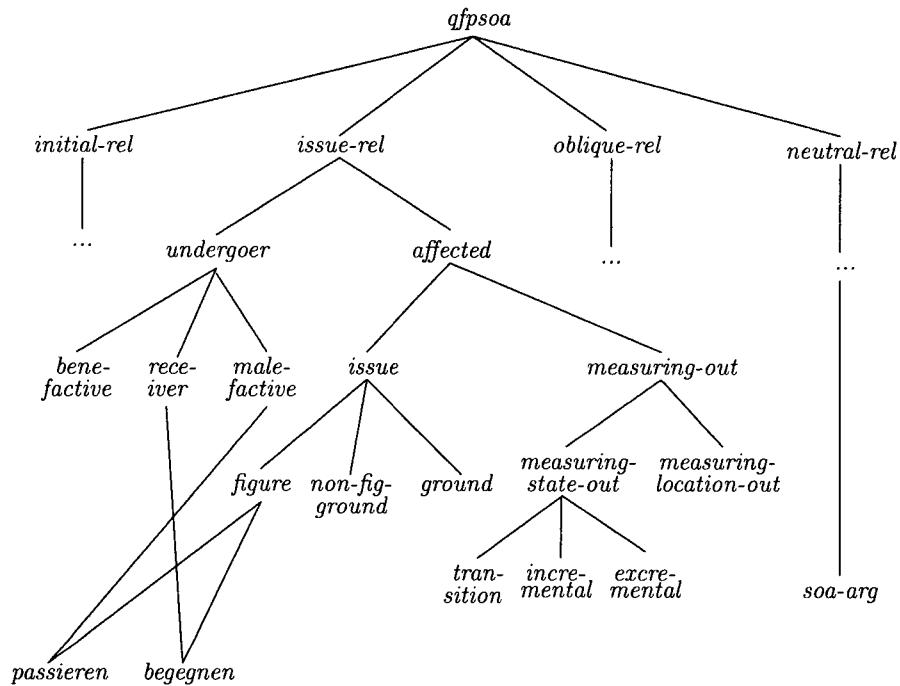 qfpsoa
initial-rel
issue-rel
oblique-rel
neutral-rel
...
undergoer
affected
...
...
bene-
factive
rece-
iver
male-
factive
issue
measuring-out
figure
non-fig-
ground
ground
measuring-
state-out
measuring-
location-out
tran-
sition
incre-
mental
excre-
mental
soa-arg
passieren
begegnen